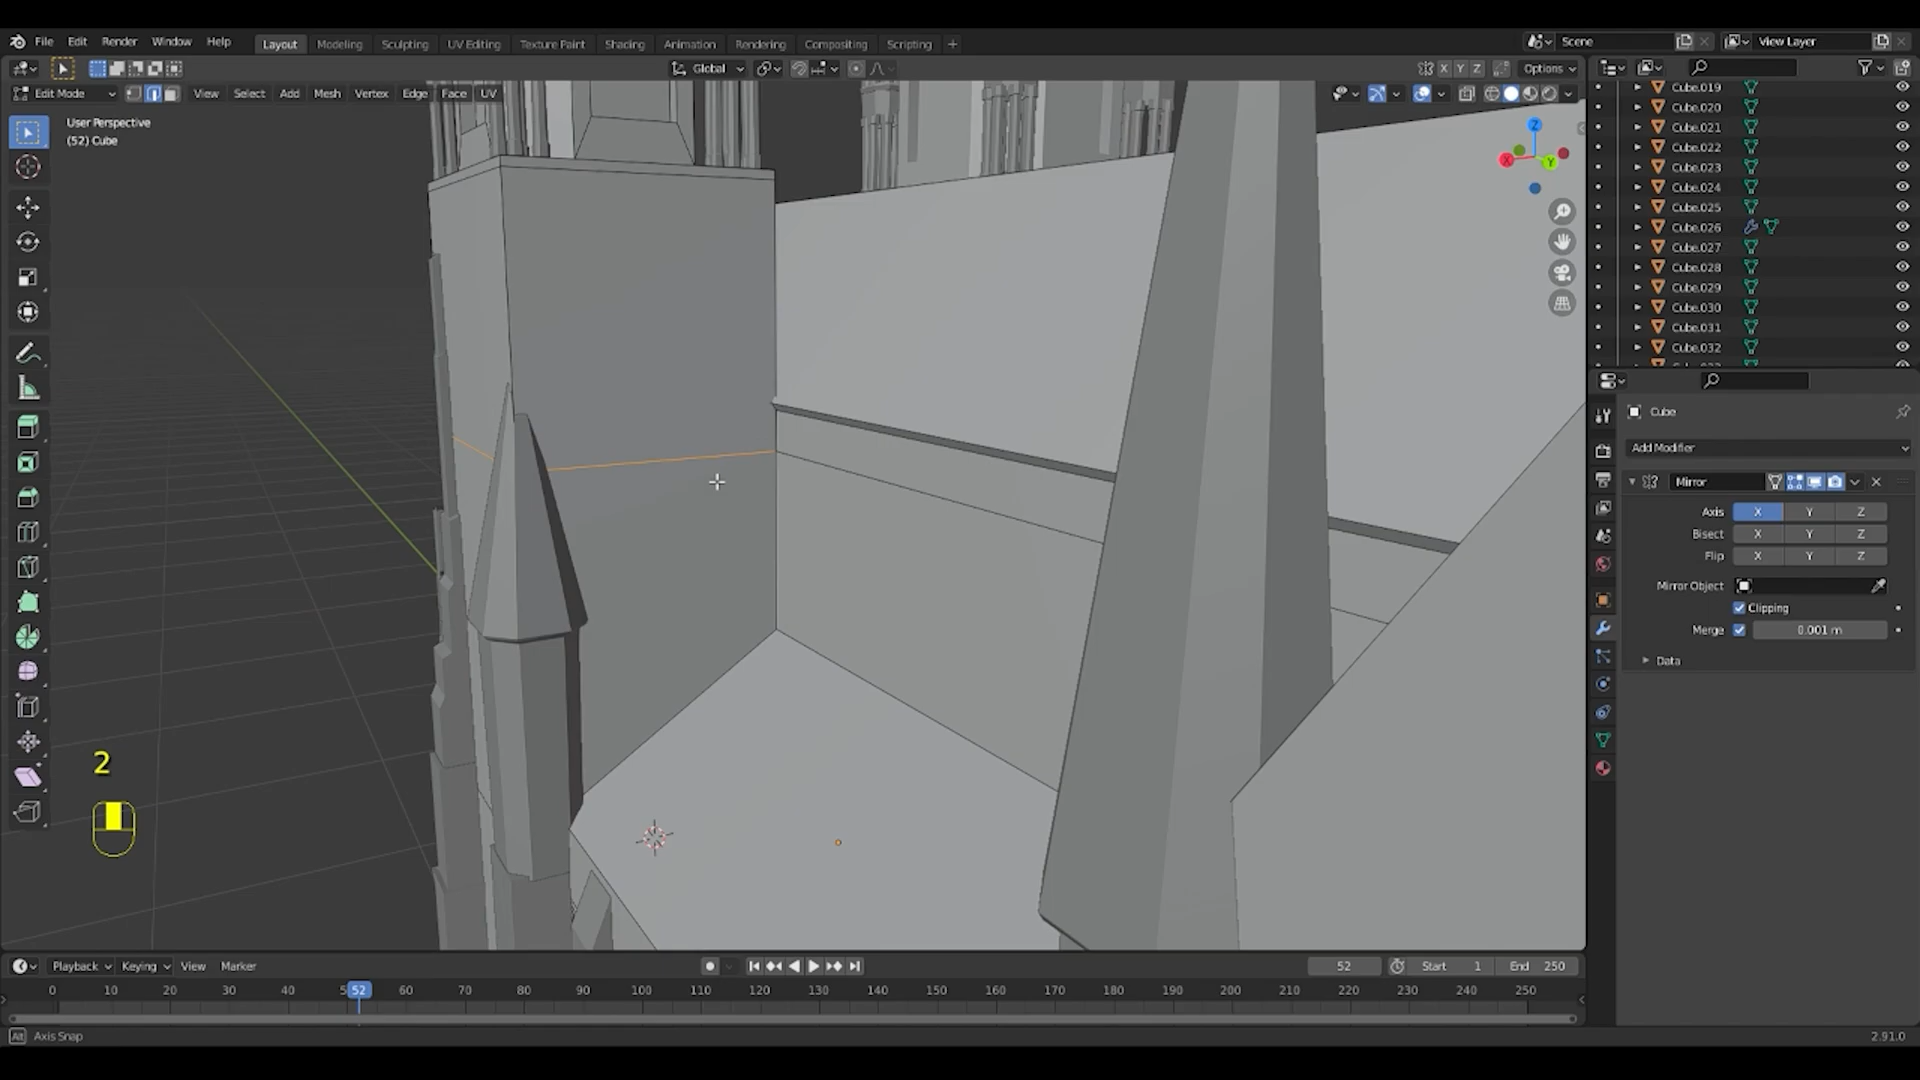 File Edit Render Window Help Layout Modeling Sculpting UV Editing Texture Paint Shading Animation Rendering Compositing Scripting + Scene View Layer
Global X Y Z Options
Edit Mode View Select Add Mesh Vertex Edge Face UV
User Perspective
(52) Cube
Z
X
Y
Cube.019
Cube.020
Cube.021
Cube.022
Cube.023
Cube.024
Cube.025
Cube.026
Cube.027
Cube.028
Cube.029
Cube.030
Cube.031
Cube.032
Cube
Add Modifier
Mirror
Axis X Y Z
Bisect X Y Z
Flip X Y Z
Mirror Object
Clipping
Merge 0.001 m
Data
2
Playback Keying View Marker 52 Start 1 End 250
0 10 20 30 40 5 52 60 70 80 90 100 110 120 130 140 150 160 170 180 190 200 210 220 230 240 250
Alt Axis Snap 2.91.0